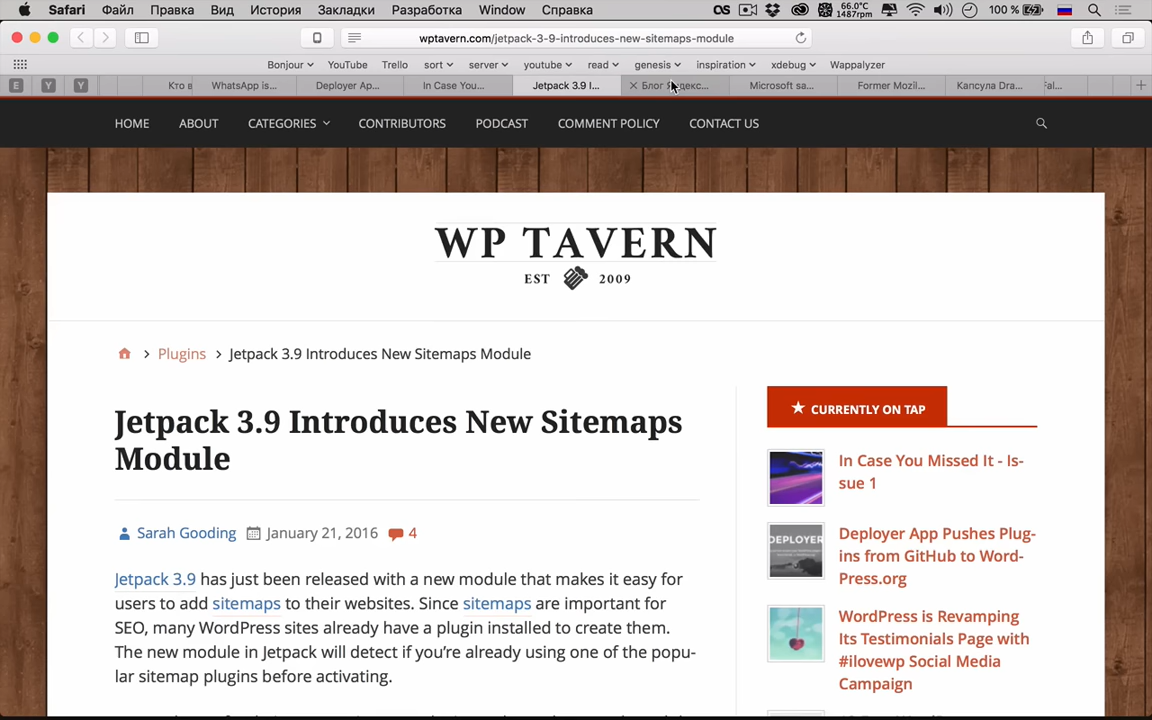 Safari Файл Правка Вид История Закладки Разработка Window Справка 66.0°C 1487rpm 100 %
wptavern.com/jetpack-3-9-introduces-new-sitemaps-module
Bonjour YouTube Trello sort server youtube read genesis inspiration xdebug Wappalyzer
E Y Y Кто в WhatsApp is... Deployer Ap... In Case You... Jetpack 3.9 I... Блог Яндекс... Microsoft sa... Former Mozil... Капсула Dra... Fal...
HOME ABOUT CATEGORIES CONTRIBUTORS PODCAST COMMENT POLICY CONTACT US
WP TAVERN
EST 2009
Plugins Jetpack 3.9 Introduces New Sitemaps Module
Jetpack 3.9 Introduces New Sitemaps
Module
Sarah Gooding January 21, 2016 4
Jetpack 3.9 has just been released with a new module that makes it easy for
users to add sitemaps to their websites. Since sitemaps are important for
SEO, many WordPress sites already have a plugin installed to create them.
The new module in Jetpack will detect if you’re already using one of the popu-
lar sitemap plugins before activating.
CURRENTLY ON TAP
In Case You Missed It - Is-
sue 1
DEPLOYER
Deployer App Pushes Plug-
ins from GitHub to Word-
Press.org
WordPress is Revamping
Its Testimonials Page with
#ilovewp Social Media
Campaign